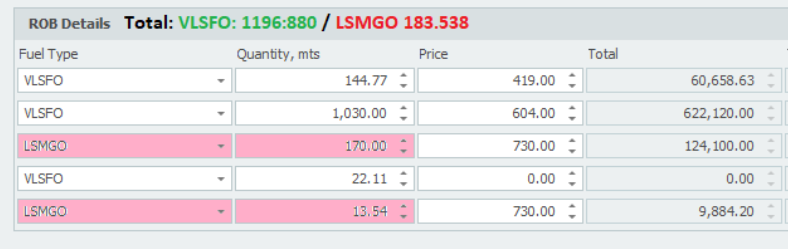 ROB Details Total: VLSFO: 1196:880 / LSMGO 183.538
Fuel Type Quantity, mts Price Total
VLSFO 144.77 419.00 60,658.63
VLSFO 1,030.00 604.00 622,120.00
LSMGO 170.00 730.00 124,100.00
VLSFO 22.11 0.00 0.00
LSMGO 13.54 730.00 9,884.20